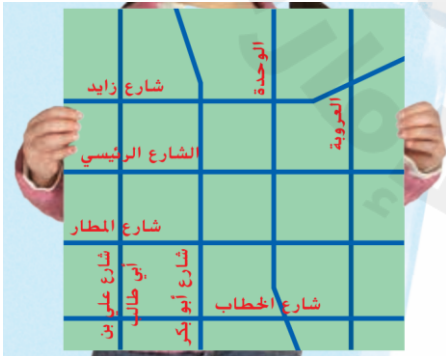 الوحدة
شارع زايد
العروبة
الشارع الرئيسي
شارع المطار
شارع علي بن
أبي طالب
شارع أبو بكر
شارع الخطاب